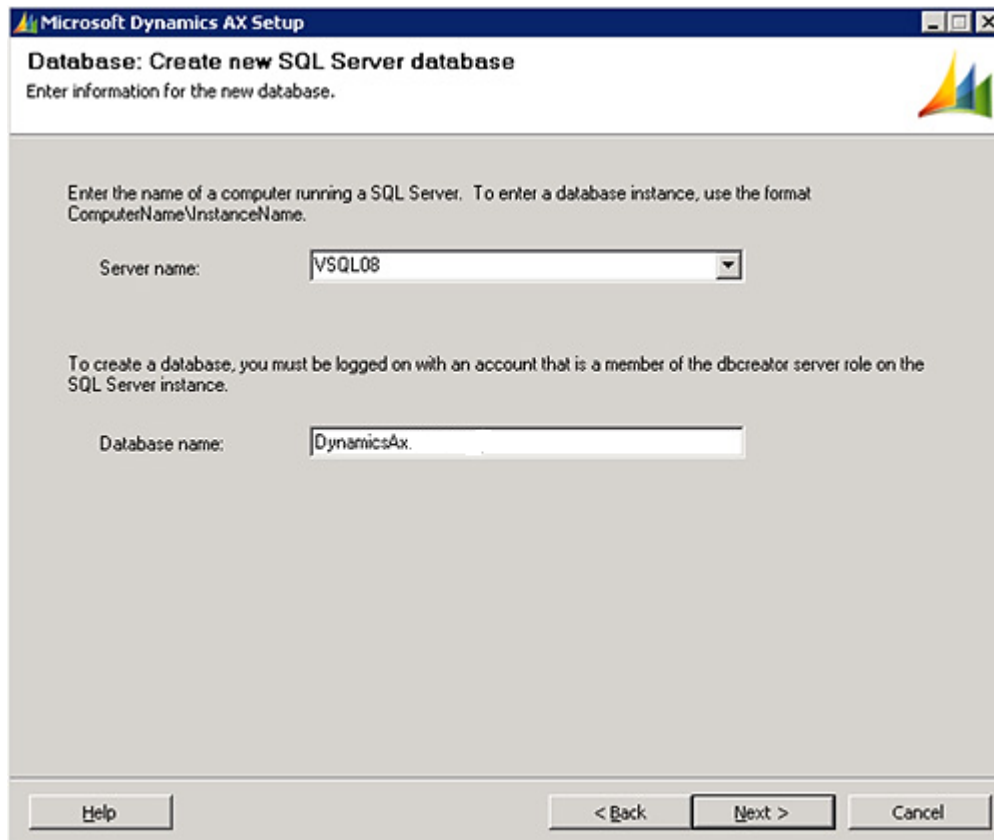 Microsoft Dynamics AX Setup
Database: Create new SQL Server database
Enter information for the new database.
Enter the name of a computer running a SQL Server. To enter a database instance, use the format
ComputerName\InstanceName.
Server name:
VSQL08
To create a database, you must be logged on with an account that is a member of the dbcreator server role on the
SQL Server instance.
Database name:
DynamicsAx.
Help
< Back
Next >
Cancel